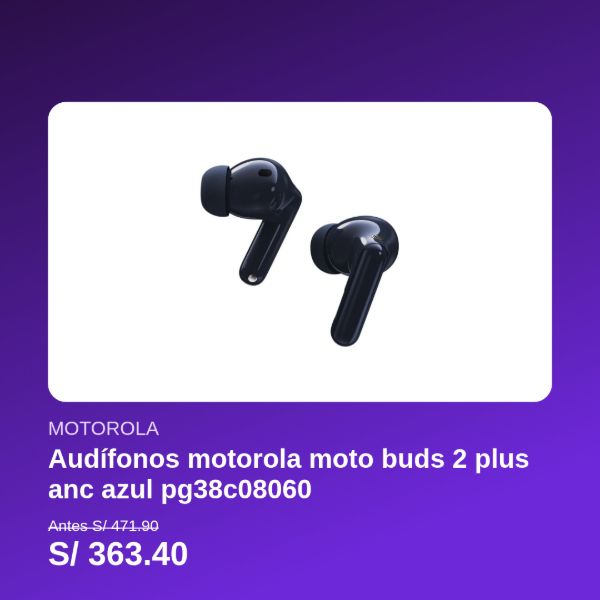 MOTOROLA
Audífonos motorola moto buds 2 plus
anc azul pg38c08060
Antes S/ 471.90
S/ 363.40